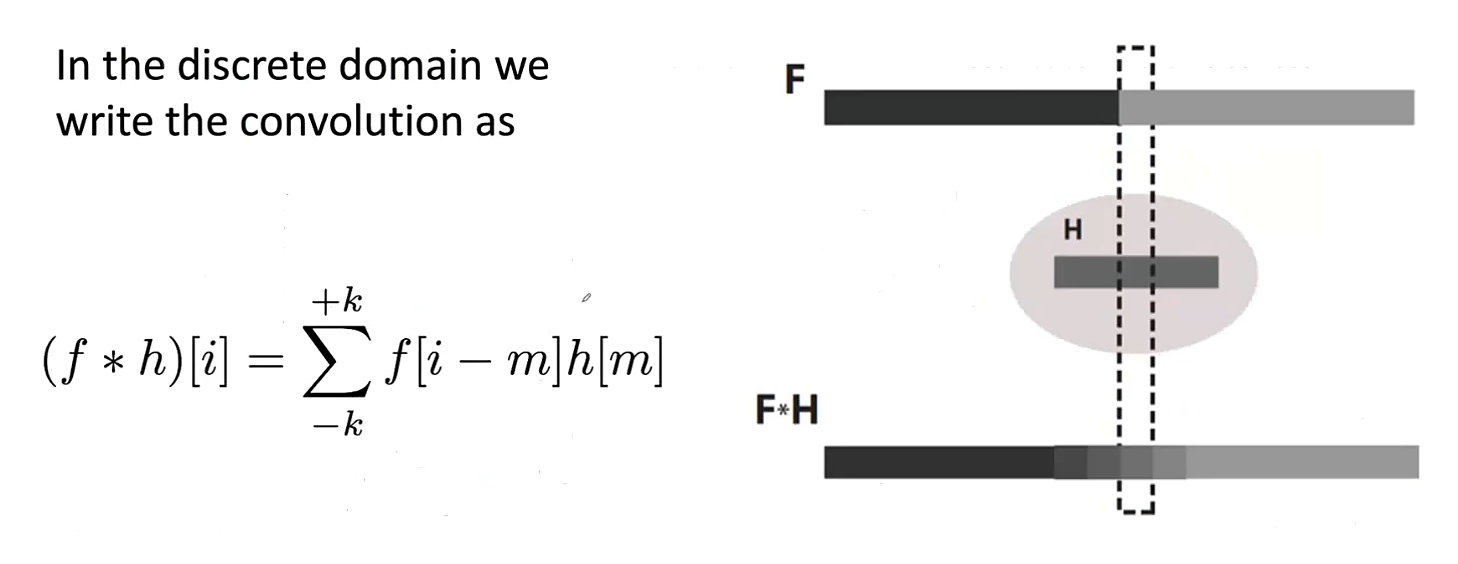 In the discrete domain we
write the convolution as
(f * h)[i] = \sum_{-k}^{+k} f[i − m]h[m]
F
H
F*H